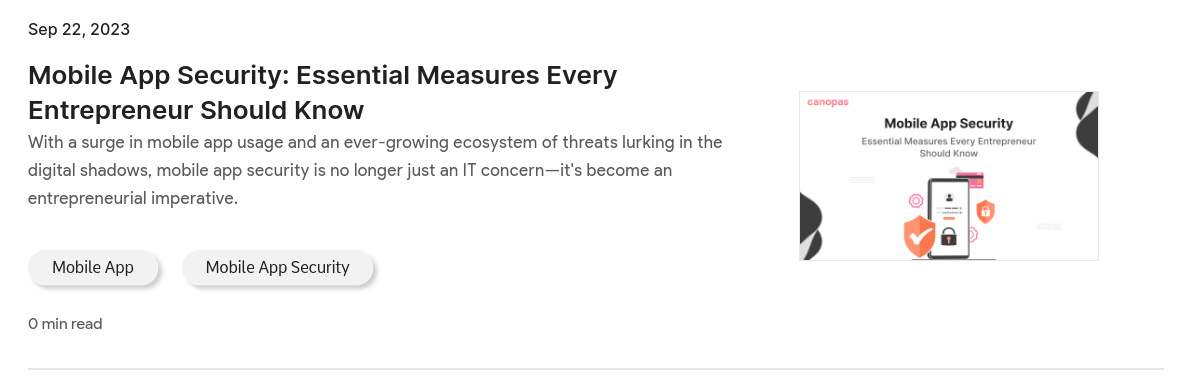 Sep 22, 2023
Mobile App Security: Essential Measures Every
Entrepreneur Should Know
With a surge in mobile app usage and an ever-growing ecosystem of threats lurking in the
digital shadows, mobile app security is no longer just an IT concern—it's become an
entrepreneurial imperative.
Mobile App
Mobile App Security
0 min read
canopas
Mobile App Security
Essential Measures Every Entrepreneur
Should Know